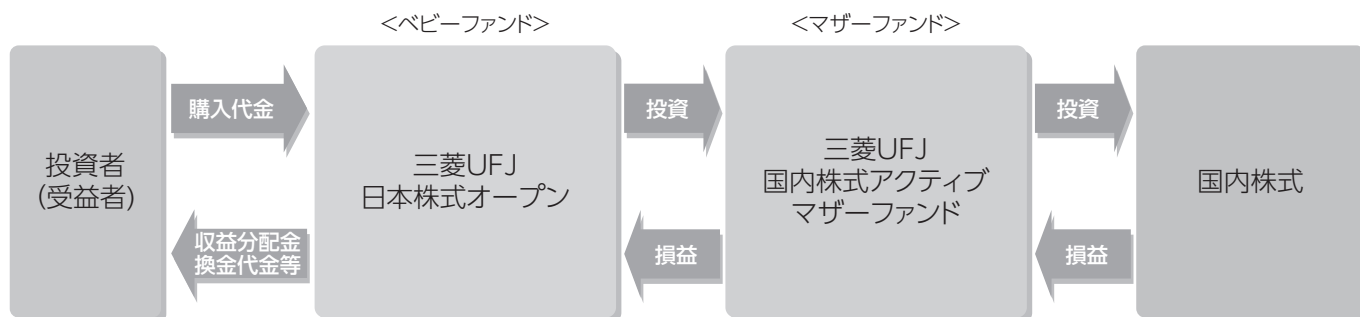 <ベビーファンド>
<マザーファンド>
投資者
(受益者)
購入代金
収益分配金
換金代金等
三菱UFJ
日本株式オープン
投資
損益
三菱UFJ
国内株式アクティブ
マザーファンド
投資
損益
国内株式